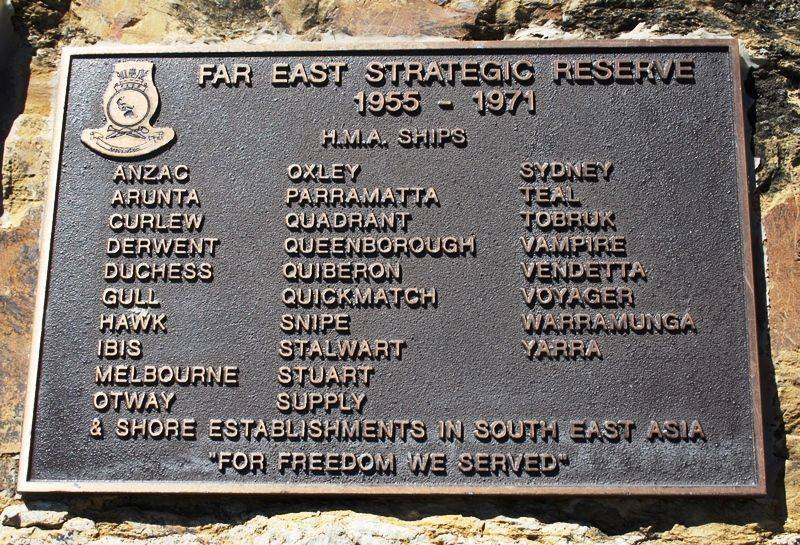 FAR EAST STRATEGIC RESERVE
1955 - 1971
H.M.A. SHIPS
ANZAC
ARUNTA
CURLEW
DERWENT
DUCHESS
GULL
HAWK
IBIS
MELBOURNE
OTWAY
OXLEY
PARRAMATTA
QUADRANT
QUEENBOROUGH
QUIBERON
QUICKMATCH
SNIPE
STALWART
STUART
SUPPLY
SYDNEY
TEAL
TOBRUK
VAMPIRE
VENDETTA
VOYAGER
WARRAMUNGA
YARRA
& SHORE ESTABLISHMENTS IN SOUTH EAST ASIA
"FOR FREEDOM WE SERVED"